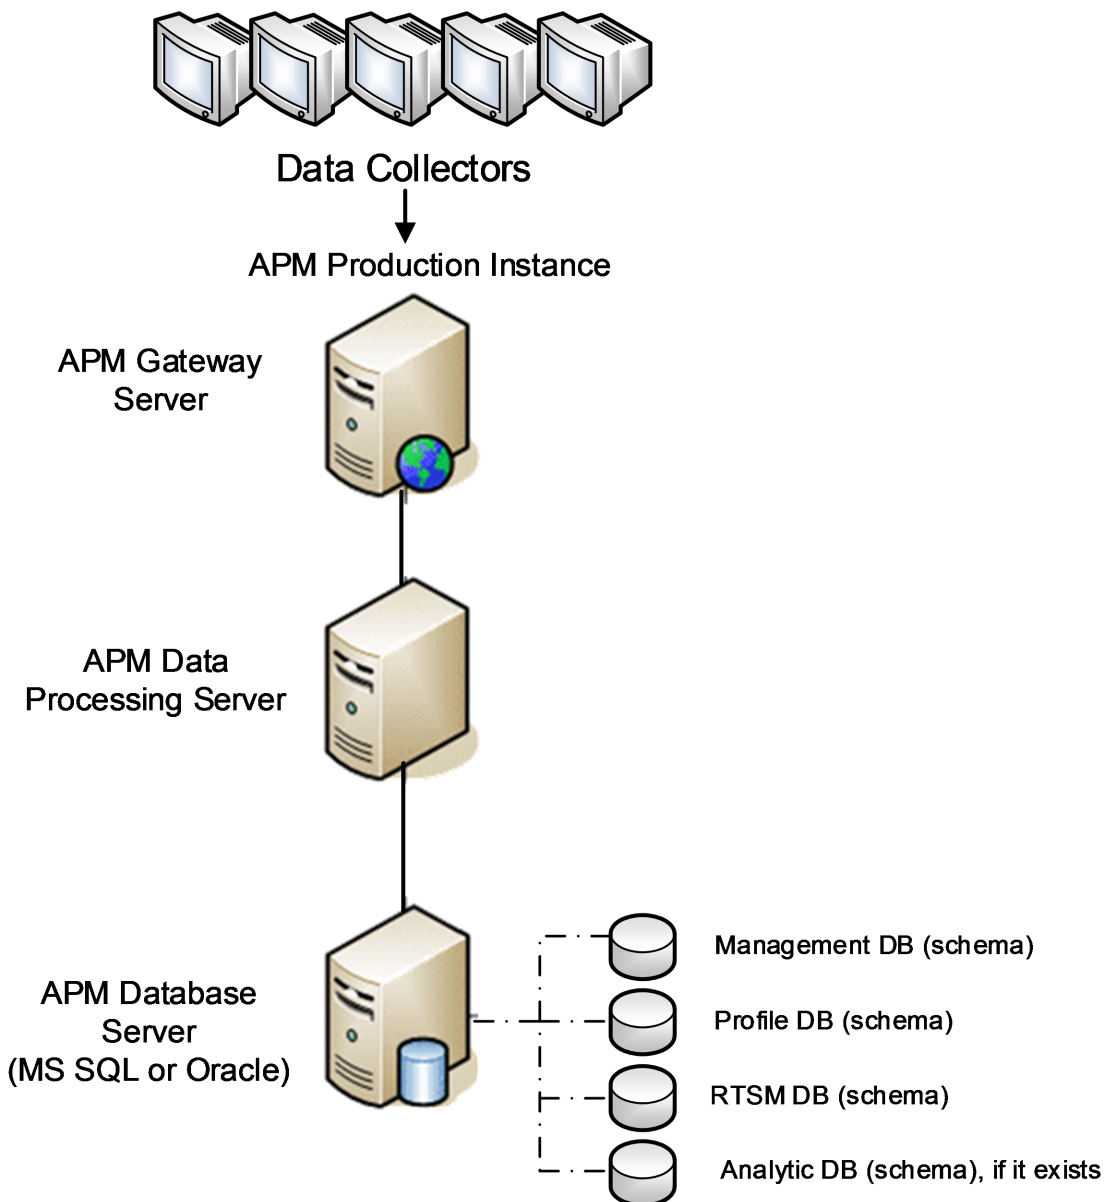 Data Collectors
APM Production Instance
APM Gateway
Server
APM Data
Processing Server
APM Database
Server
(MS SQL or Oracle)
Management DB (schema)
Profile DB (schema)
RTSM DB (schema)
Analytic DB (schema), if it exists